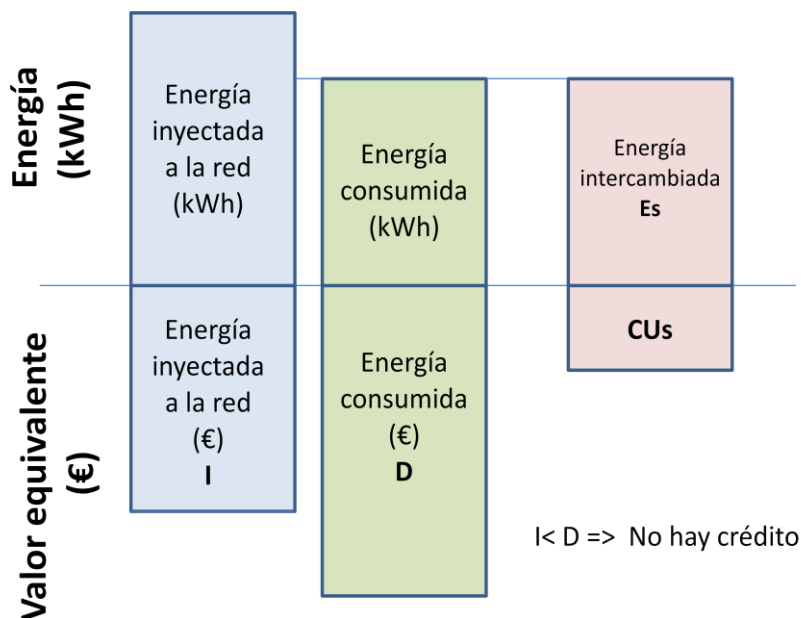 Energía
(kWh)
Energía
inyectada
a la red
(kWh)
Energía
consumida
(kWh)
Energía
intercambiada
Es
Valor equivalente
(€)
Energía
inyectada
a la red
(€)
I
Energía
consumida
(€)
D
CUs
I< D => No hay crédito